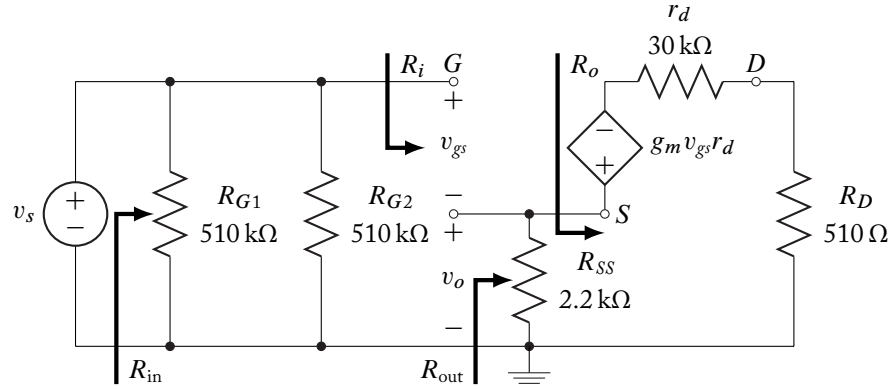 r_d
30 kΩ
R_i
G
R_o
D
+
−
v_gs
g_m v_gs r_d
+
+
v_s
−
R_G1
510 kΩ
R_G2
510 kΩ
−
S
+
R_D
510 Ω
v_o
R_SS
2.2 kΩ
−
R_in
R_out